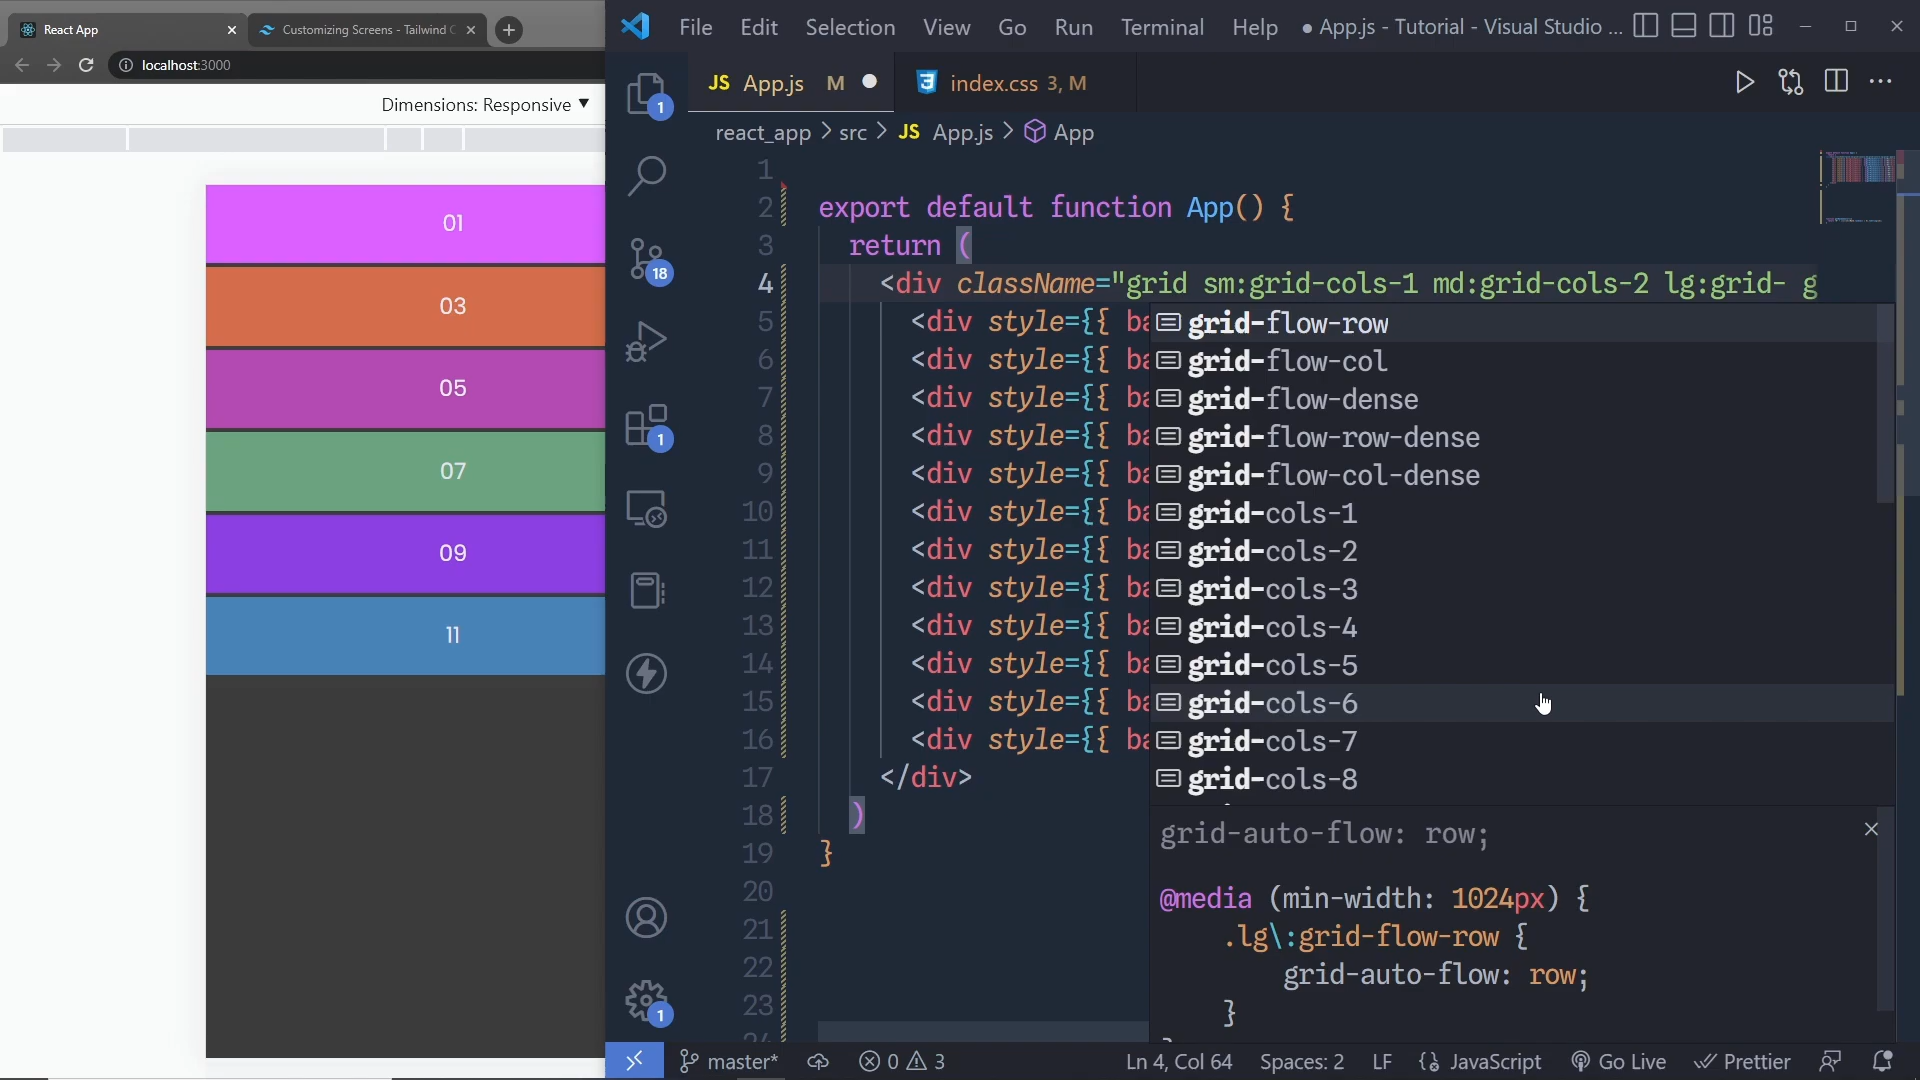 React App
Customizing Screens - Tailwind C
localhost:3000
Dimensions: Responsive ▼
01
03
05
07
09
11
File Edit Selection View Go Run Terminal Help
● App.js - Tutorial - Visual Studio ...
JS App.js M
index.css 3, M
react_app > src > JS App.js > App
1
2 export default function App() {
3 return (
4 <div className="grid sm:grid-cols-1 md:grid-cols-2 lg:grid- g
5 <div style={{ ba
6 <div style={{ ba
7 <div style={{ ba
8 <div style={{ ba
9 <div style={{ ba
10 <div style={{ ba
11 <div style={{ ba
12 <div style={{ ba
13 <div style={{ ba
14 <div style={{ ba
15 <div style={{ ba
16 <div style={{ ba
17 </div>
18 )
19 }
20
21
22
23
24
grid-flow-row
grid-flow-col
grid-flow-dense
grid-flow-row-dense
grid-flow-col-dense
grid-cols-1
grid-cols-2
grid-cols-3
grid-cols-4
grid-cols-5
grid-cols-6
grid-cols-7
grid-cols-8
grid-auto-flow: row;
@media (min-width: 1024px) {
.lg\:grid-flow-row {
grid-auto-flow: row;
}
1
18
1
1
master*
0
3
Ln 4, Col 64
Spaces: 2
LF
JavaScript
Go Live
Prettier